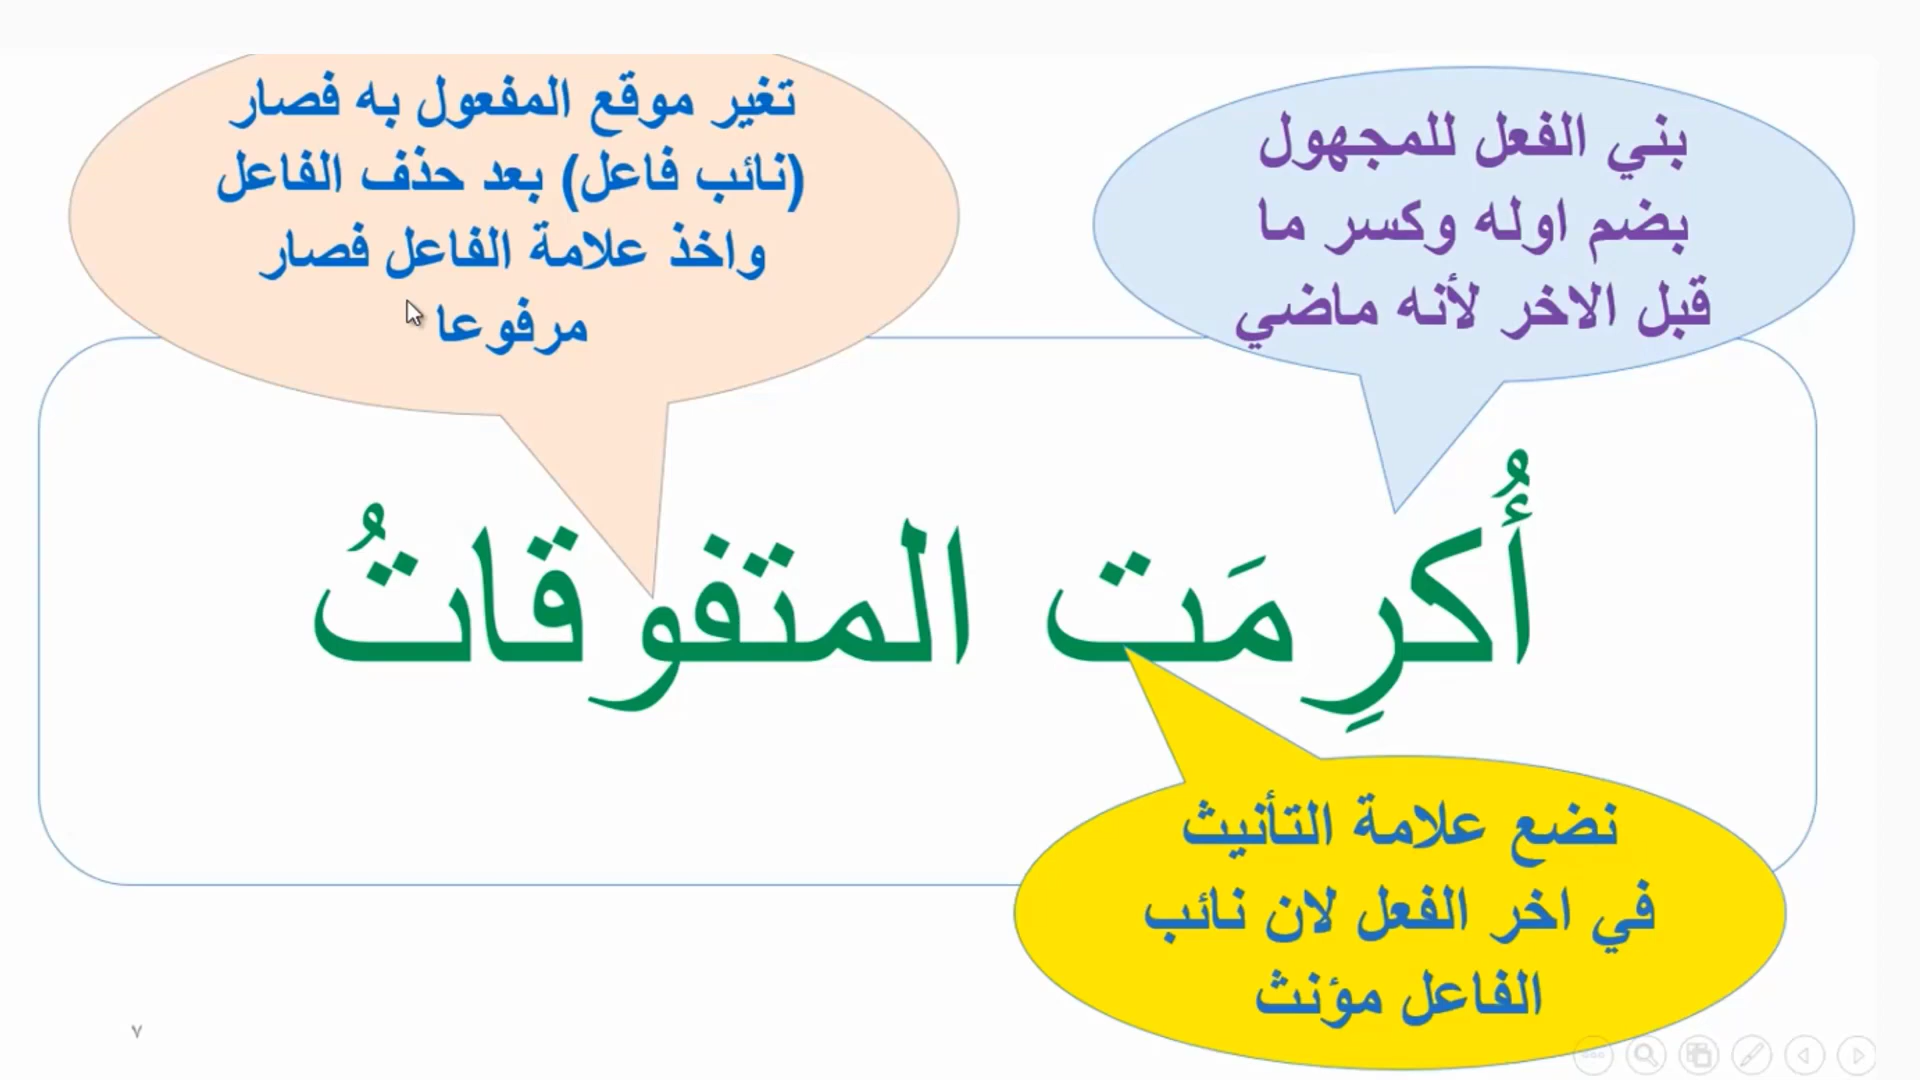 بني الفعل للمجهول
بضم اوله وكسر ما
قبل الاخر لأنه ماضي
تغير موقع المفعول به فصار
(نائب فاعل) بعد حذف الفاعل
واخذ علامة الفاعل فصار
مرفوعا
أُكرِمَت المتفوقاتُ
نضع علامة التأنيث
في اخر الفعل لان نائب
الفاعل مؤنث
٧